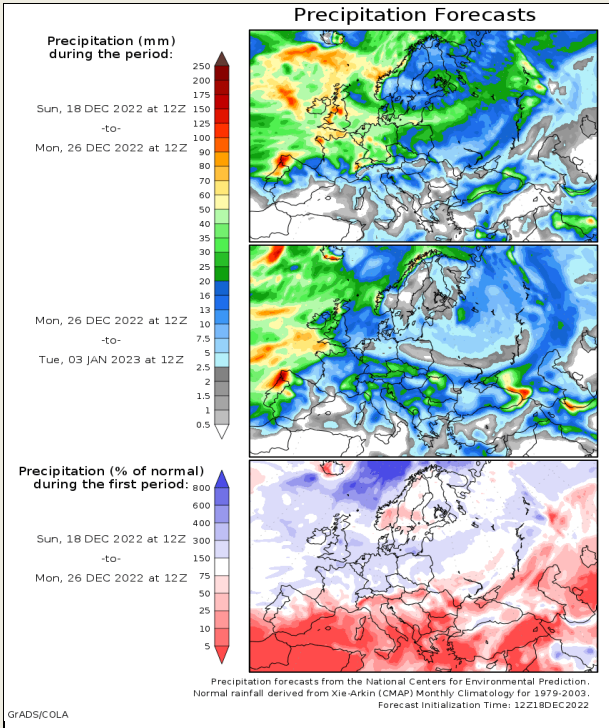 Precipitation Forecasts
Precipitation (mm)
during the period:
250
200
175
150
125
100
90
80
70
60
50
40
35
30
25
20
16
13
10
7.5
5
2.5
2
1.5
1
0.5
Sun, 18 DEC 2022 at 12Z
-to-
Mon, 26 DEC 2022 at 12Z
Mon, 26 DEC 2022 at 12Z
-to-
Tue, 03 JAN 2023 at 12Z
Precipitation (% of normal)
during the first period:
800
600
400
300
150
75
50
25
10
5
Sun, 18 DEC 2022 at 12Z
-to-
Mon, 26 DEC 2022 at 12Z
Precipitation forecasts from the National Centers for Environmental Prediction.
Normal rainfall derived from Xie-Arkin (CMAP) Monthly Climatology for 1979-2003.
Forecast Initialization Time: 12Z18DEC2022
GrADS/COLA